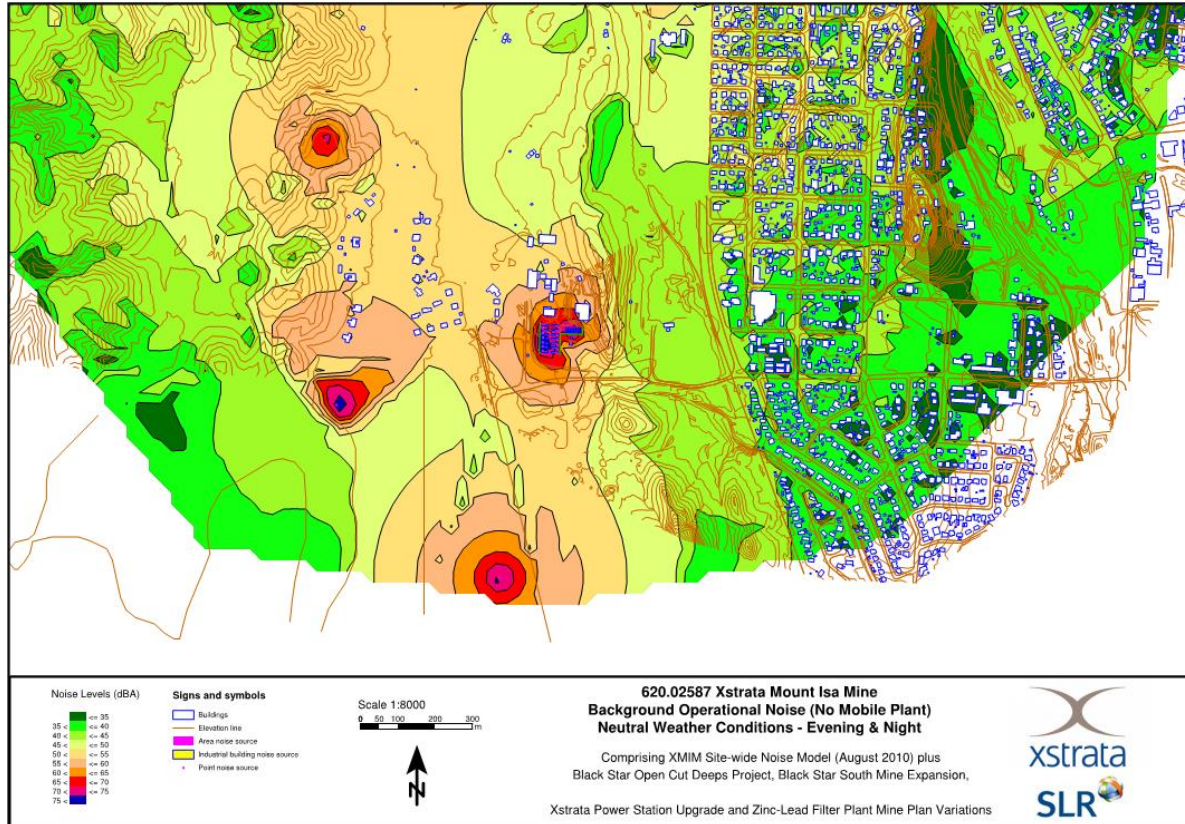 Noise Levels (dBA)
<= 35
35 < <= 40
40 < <= 45
45 < <= 50
50 < <= 55
55 < <= 60
60 < <= 65
65 < <= 70
70 < <= 75
75 <
Signs and symbols
Buildings
Elevation line
Area noise source
Industrial building noise source
Point noise source
Scale 1:8000
0 50 100 200 300
m
N
620.02587 Xstrata Mount Isa Mine
Background Operational Noise (No Mobile Plant)
Neutral Weather Conditions - Evening & Night
Comprising XMIM Site-wide Noise Model (August 2010) plus
Black Star Open Cut Deeps Project, Black Star South Mine Expansion,
Xstrata Power Station Upgrade and Zinc-Lead Filter Plant Mine Plan Variations
xstrata
SLR